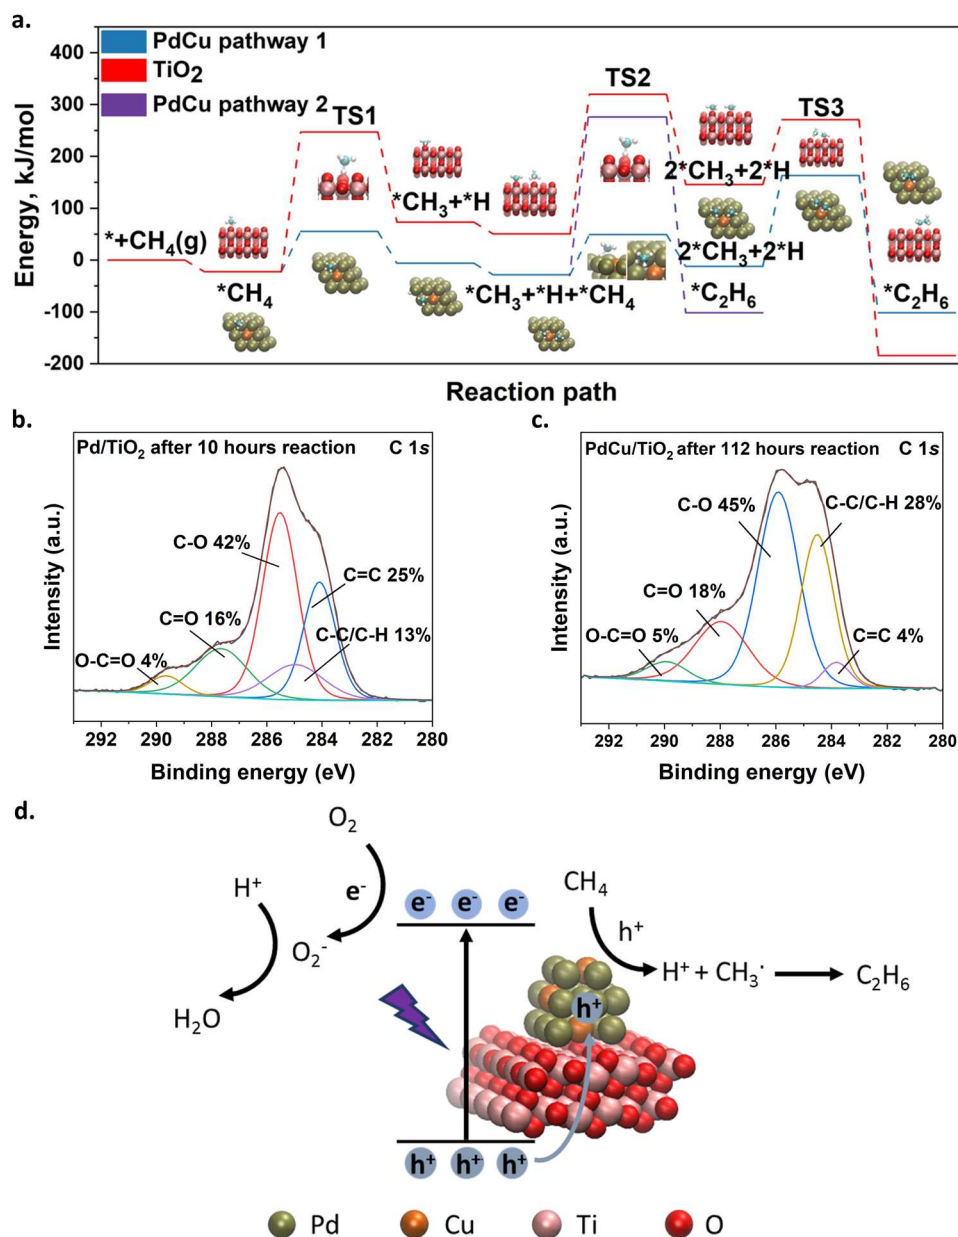 a.
PdCu pathway 1
TiO₂
PdCu pathway 2
Energy, kJ/mol
400
300
200
100
0
-100
-200
*+CH₄(g)
*CH₄
TS1
*CH₃+*H
*CH₃+*H+*CH₄
TS2
2*CH₃+2*H
2*CH₃+2*H
*C₂H₆
TS3
*C₂H₆
Reaction path
b.
Pd/TiO₂ after 10 hours reaction C 1s
Intensity (a.u.)
C-O 42%
C=C 25%
C=O 16%
C-C/C-H 13%
O-C=O 4%
292 290 288 286 284 282 280
Binding energy (eV)
c.
PdCu/TiO₂ after 112 hours reaction C 1s
Intensity (a.u.)
C-O 45%
C-C/C-H 28%
C=O 18%
O-C=O 5%
C=C 4%
292 290 288 286 284 282 280
Binding energy (eV)
d.
O₂
H⁺
e⁻
O₂⁻
H₂O
e⁻ e⁻ e⁻
CH₄
h⁺
H⁺ + CH₃· C₂H₆
h⁺
h⁺ h⁺ h⁺
Pd Cu Ti O